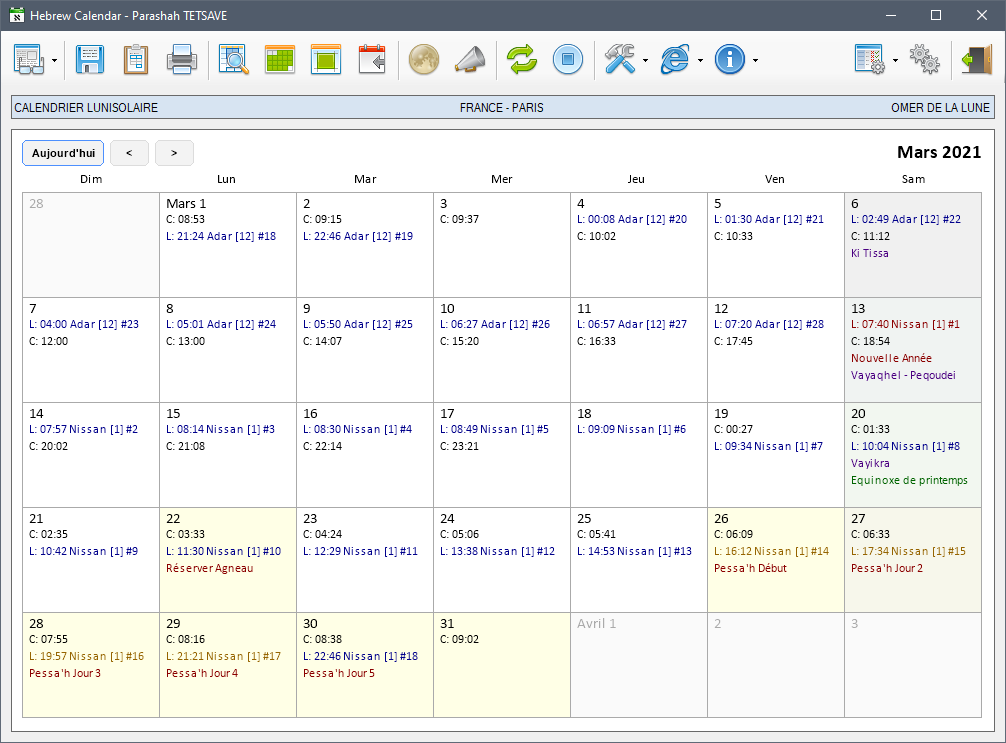 Hebrew Calendar - Parashah TETSAVE
CALENDRIER LUNISOLAIRE FRANCE - PARIS OMER DE LA LUNE
Aujourd'hui < > Mars 2021
Dim Lun Mar Mer Jeu Ven Sam
28
Mars 1
C: 08:53
L: 21:24 Adar [12] #18
2
C: 09:15
L: 22:46 Adar [12] #19
3
C: 09:37
4
L: 00:08 Adar [12] #20
C: 10:02
5
L: 01:30 Adar [12] #21
C: 10:33
6
L: 02:49 Adar [12] #22
C: 11:12
Ki Tissa
7
L: 04:00 Adar [12] #23
C: 12:00
8
L: 05:01 Adar [12] #24
C: 13:00
9
L: 05:50 Adar [12] #25
C: 14:07
10
L: 06:27 Adar [12] #26
C: 15:20
11
L: 06:57 Adar [12] #27
C: 16:33
12
L: 07:20 Adar [12] #28
C: 17:45
13
L: 07:40 Nissan [1] #1
C: 18:54
Nouvelle Année
Vayaqhel - Peqoudei
14
L: 07:57 Nissan [1] #2
C: 20:02
15
L: 08:14 Nissan [1] #3
C: 21:08
16
L: 08:30 Nissan [1] #4
C: 22:14
17
L: 08:49 Nissan [1] #5
C: 23:21
18
L: 09:09 Nissan [1] #6
19
C: 00:27
L: 09:34 Nissan [1] #7
20
C: 01:33
L: 10:04 Nissan [1] #8
Vayikra
Equinoxe de printemps
21
C: 02:35
L: 10:42 Nissan [1] #9
22
C: 03:33
L: 11:30 Nissan [1] #10
Réserver Agneau
23
C: 04:24
L: 12:29 Nissan [1] #11
24
C: 05:06
L: 13:38 Nissan [1] #12
25
C: 05:41
L: 14:53 Nissan [1] #13
26
C: 06:09
L: 16:12 Nissan [1] #14
Pessa'h Début
27
C: 06:33
L: 17:34 Nissan [1] #15
Pessa'h Jour 2
28
C: 07:55
L: 19:57 Nissan [1] #16
Pessa'h Jour 3
29
C: 08:16
L: 21:21 Nissan [1] #17
Pessa'h Jour 4
30
C: 08:38
L: 22:46 Nissan [1] #18
Pessa'h Jour 5
31
C: 09:02
Avril 1
2
3